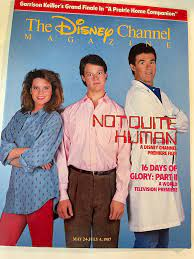 Garrison Keillor's Grand Finale In "A Prairie Home Companion"
The Disney Channel
MAGAZINE
NOT QUITE
HUMAN
A DISNEY CHANNEL
PREMIERE FILM
16 DAYS
OF
GLORY: PART II
A WORLD
TELEVISION PREMIERE!
MAY 24-JULY 4, 1987